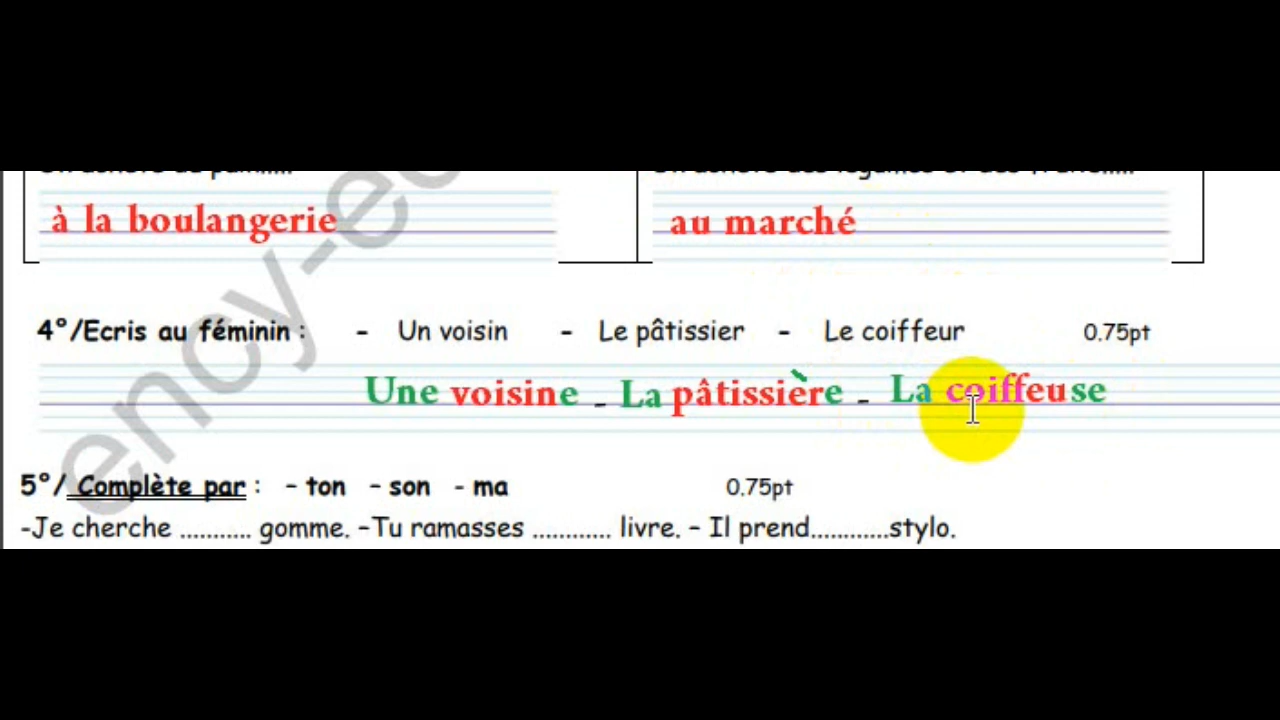 à la boulangerie
au marché
4°/Ecris au féminin : - Un voisin - Le pâtissier - Le coiffeur 0.75pt
Une voisine - La pâtissière - La coiffeuse
5°/ Complète par : - ton - son - ma 0.75pt
-Je cherche ........... gomme. -Tu ramasses ............ livre. - Il prend............stylo.